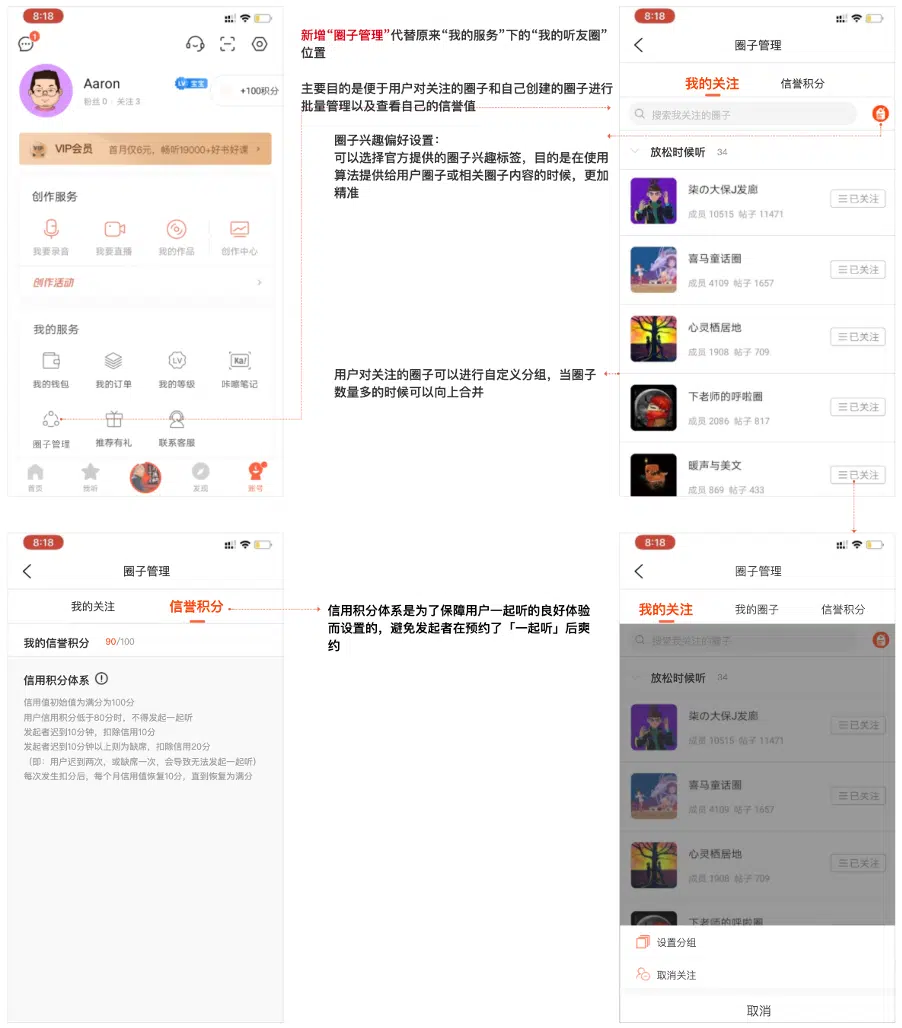 8:18
1
Aaron
粉丝 0 · 关注 3
LV 宝宝
+100积分
VIP会员 首月仅6元，畅听19000+好书好课
创作服务
我要录音 我要直播 我的作品 创作中心
创作活动
我的服务
LV
Ka!
我的钱包 我的订单 我的等级 咔嚓笔记
圈子管理 推荐有礼 联系客服
首页 我听 发现 账号
新增“圈子管理”代替原来“我的服务”下的“我的听友圈”
位置
主要目的是便于用户对关注的圈子和自己创建的圈子进行
批量管理以及查看自己的信誉值
圈子兴趣偏好设置：
可以选择官方提供的圈子兴趣标签，目的是在使用
算法提供给用户圈子或相关圈子内容的时候，更加
精准
用户对关注的圈子可以进行自定义分组，当圈子
数量多的时候可以向上合并
8:18
圈子管理
我的关注 信誉积分
搜索我关注的圈子
放松时候听 34
柒の大保J发廊
成员 10515 帖子 11471
已关注
喜马童话圈
成员 4109 帖子 1657
已关注
心灵栖居地
成员 1908 帖子 709
已关注
下老师的呼啦圈
成员 2086 帖子 817
已关注
暖声与美文
成员 869 帖子 433
已关注
8:18
圈子管理
我的关注 信誉积分
我的信誉积分 90/100
信用积分体系
信用值初始值为满分为100分
用户信用积分低于80分时，不得发起一起听
发起者迟到10分钟，扣除信用10分
发起者迟到10分钟以上则为缺席，扣除信用20分
（即：用户迟到两次，或缺席一次，会导致无法发起一起听）
每次发生扣分后，每个月信用值恢复10分，直到恢复为满分
信用积分体系是为了保障用户一起听的良好体验
而设置的，避免发起者在预约了「一起听」后爽
约
8:18
圈子管理
我的关注 我的圈子 信誉积分
搜索我关注的圈子
放松时候听 34
柒の大保J发廊
成员 10515 帖子 11471
已关注
喜马童话圈
成员 4109 帖子 1657
已关注
心灵栖居地
成员 1908 帖子 709
已关注
下老师的呼啦圈
设置分组
取消关注
取消